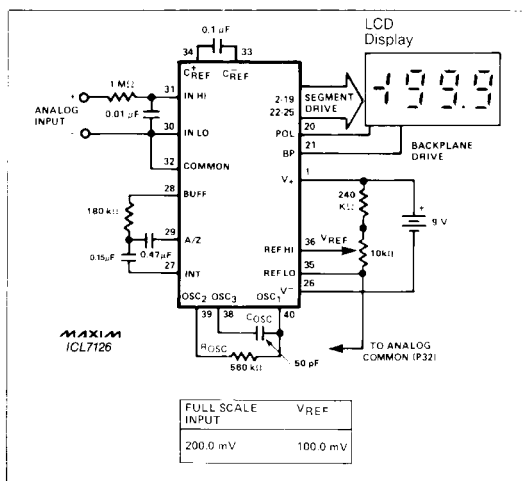 0.1 µF
34
33
C+REF
C-REF
LCD
Display
-199.9
+
1 MΩ
31
IN HI
ANALOG
INPUT
0.01 µF
-
30
IN LO
32
COMMON
28
BUFF
180 kΩ
29
A/Z
0.47µF
0.15µF
27
INT
2-19
22-25
SEGMENT
DRIVE
20
POL
21
BP
BACKPLANE
DRIVE
V+
1
240
KΩ
+
9 V
REF HI
36
VREF
10kΩ
REF LO
35
V-
26
OSC2
OSC3
OSC1
39
38
COSC
40
MAXIM
ICL7126
ROSC
560 kΩ
50 pF
TO ANALOG
COMMON (P32)
FULL SCALE
INPUT
VREF
200.0 mV
100.0 mV